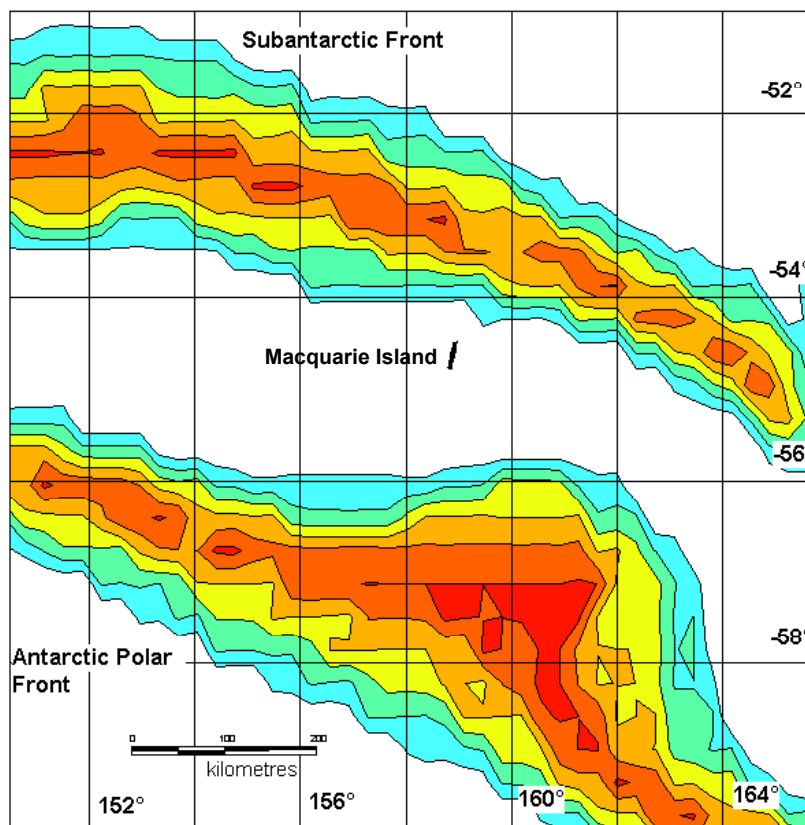 Subantarctic Front
-52°
-54°
Macquarie Island
-56
-58°
Antarctic Polar
Front
0 100 200
kilometres
152° 156° 160° 164°